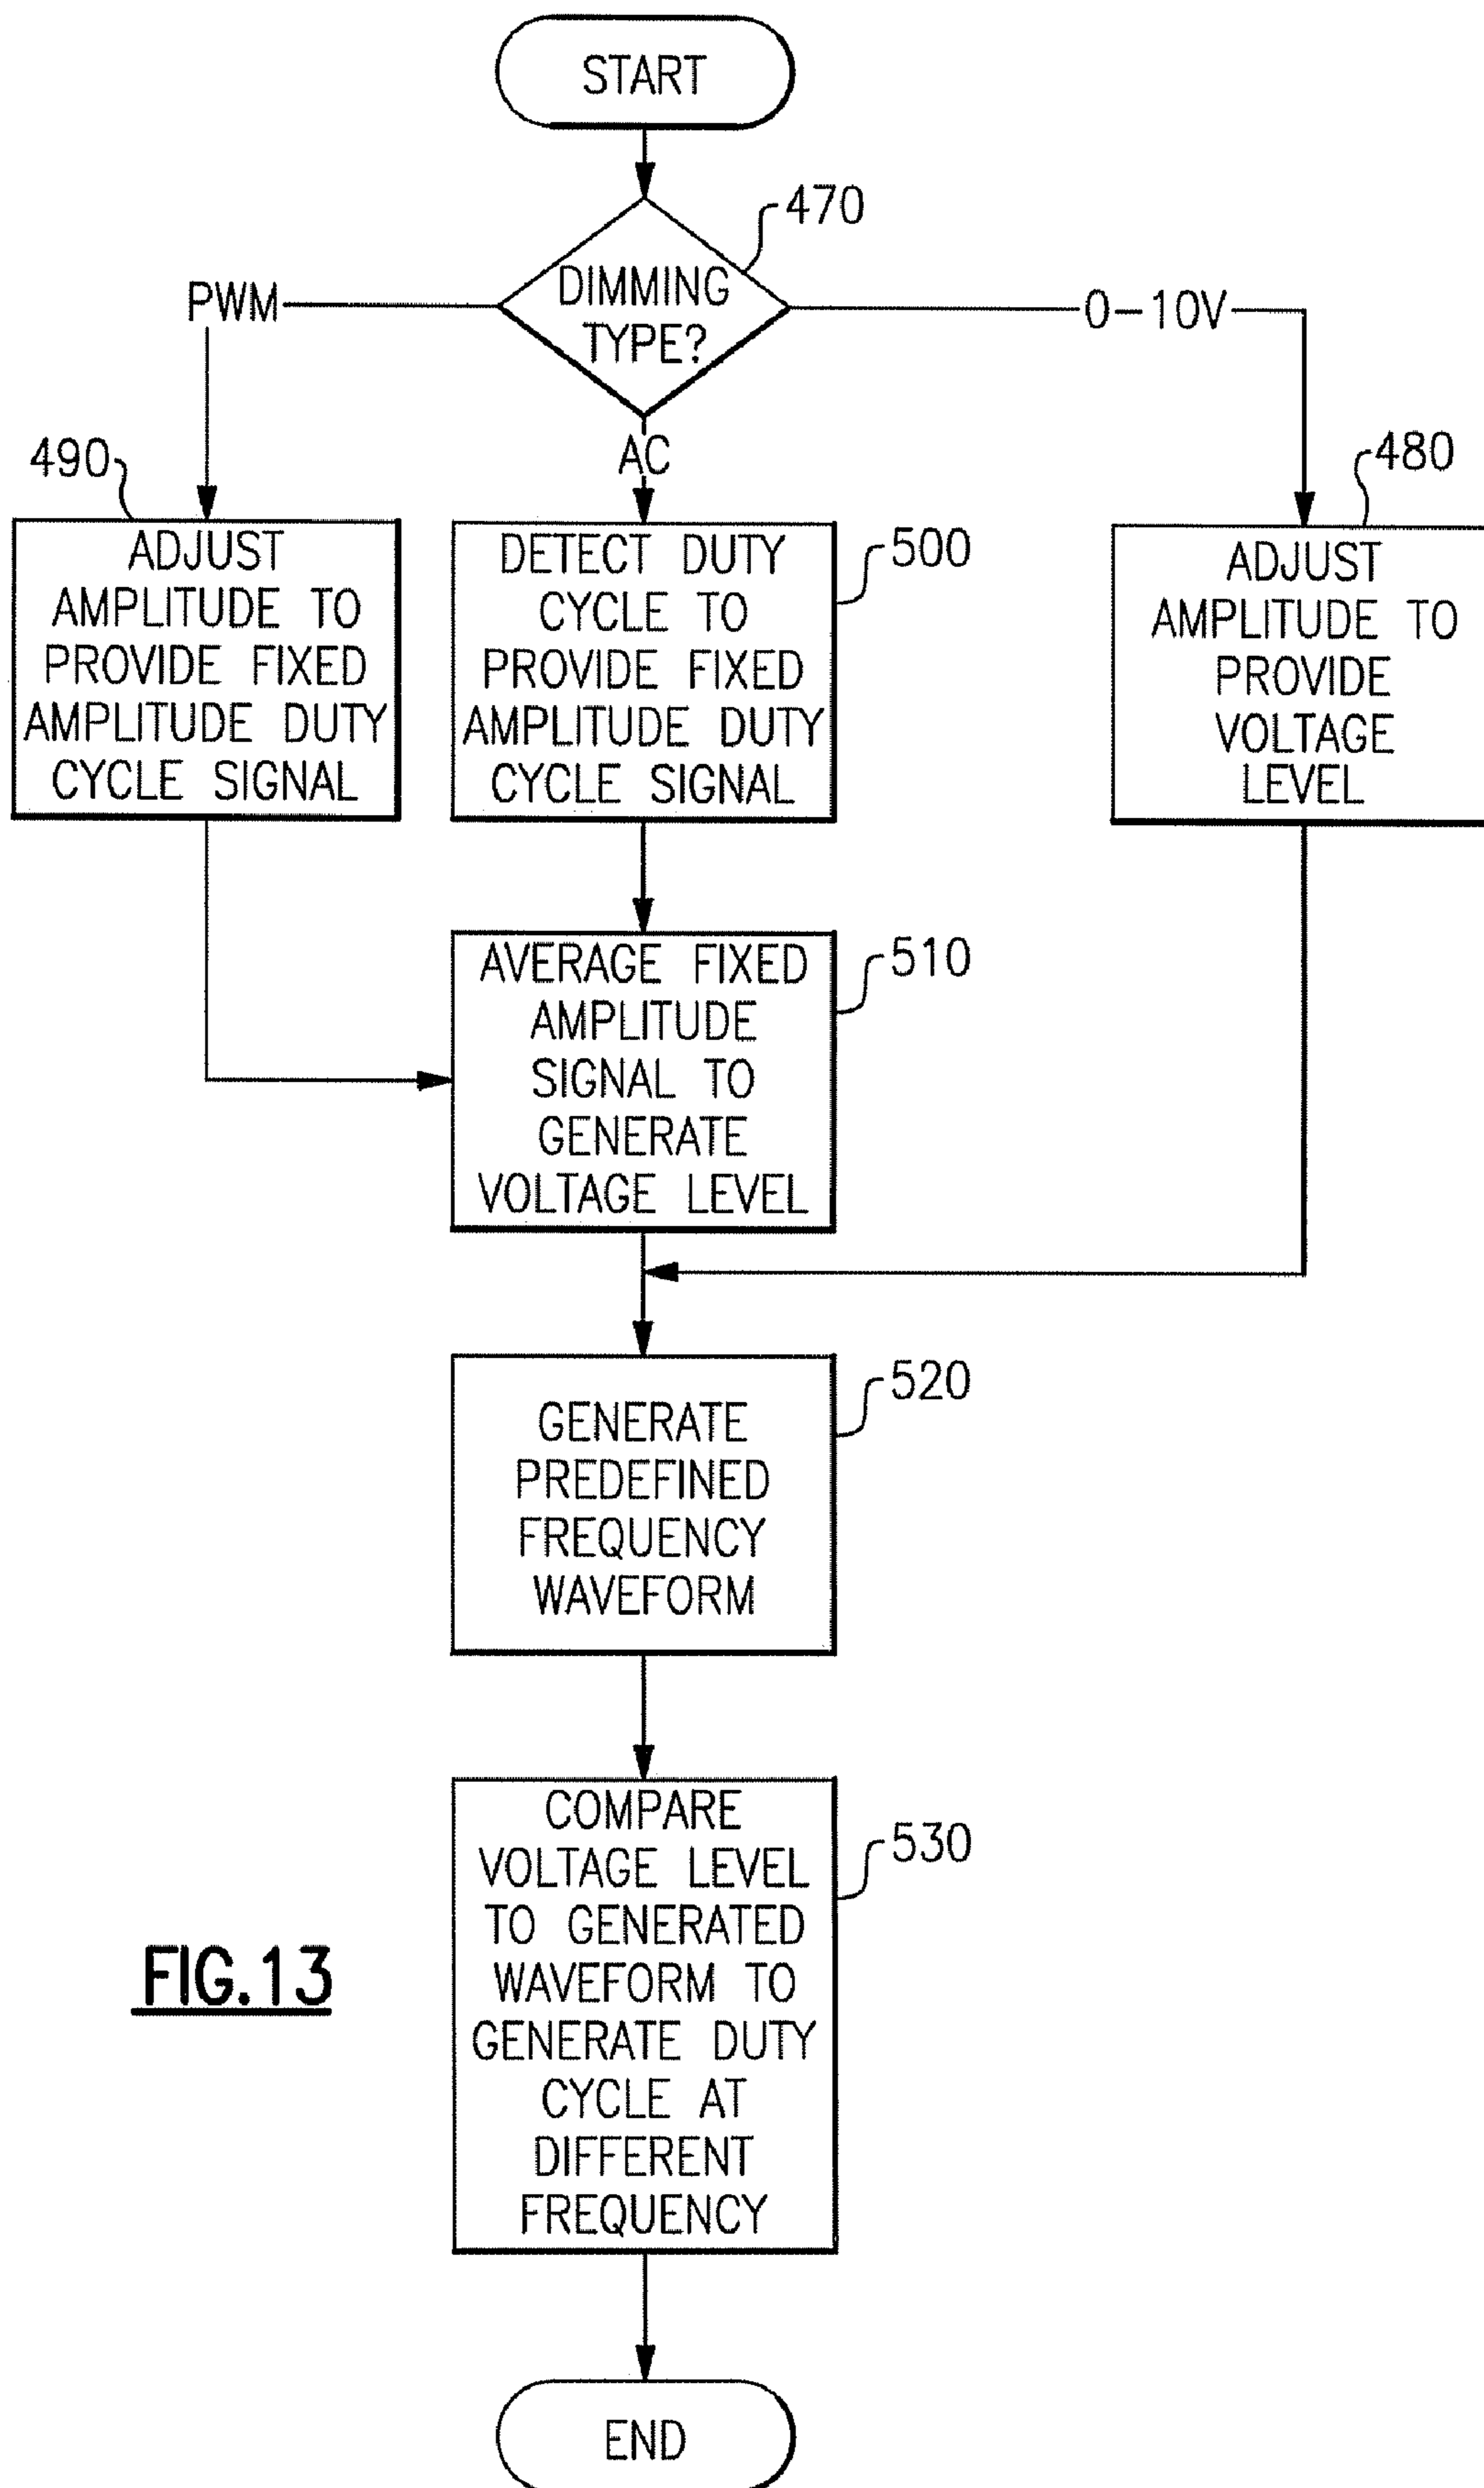 START
470
DIMMING
TYPE?
PWM
0-10V
AC
490
ADJUST
AMPLITUDE TO
PROVIDE FIXED
AMPLITUDE DUTY
CYCLE SIGNAL
500
DETECT DUTY
CYCLE TO
PROVIDE FIXED
AMPLITUDE DUTY
CYCLE SIGNAL
480
ADJUST
AMPLITUDE TO
PROVIDE
VOLTAGE
LEVEL
510
AVERAGE FIXED
AMPLITUDE
SIGNAL TO
GENERATE
VOLTAGE LEVEL
520
GENERATE
PREDEFINED
FREQUENCY
WAVEFORM
530
COMPARE
VOLTAGE LEVEL
TO GENERATED
WAVEFORM TO
GENERATE DUTY
CYCLE AT
DIFFERENT
FREQUENCY
FIG.13
END